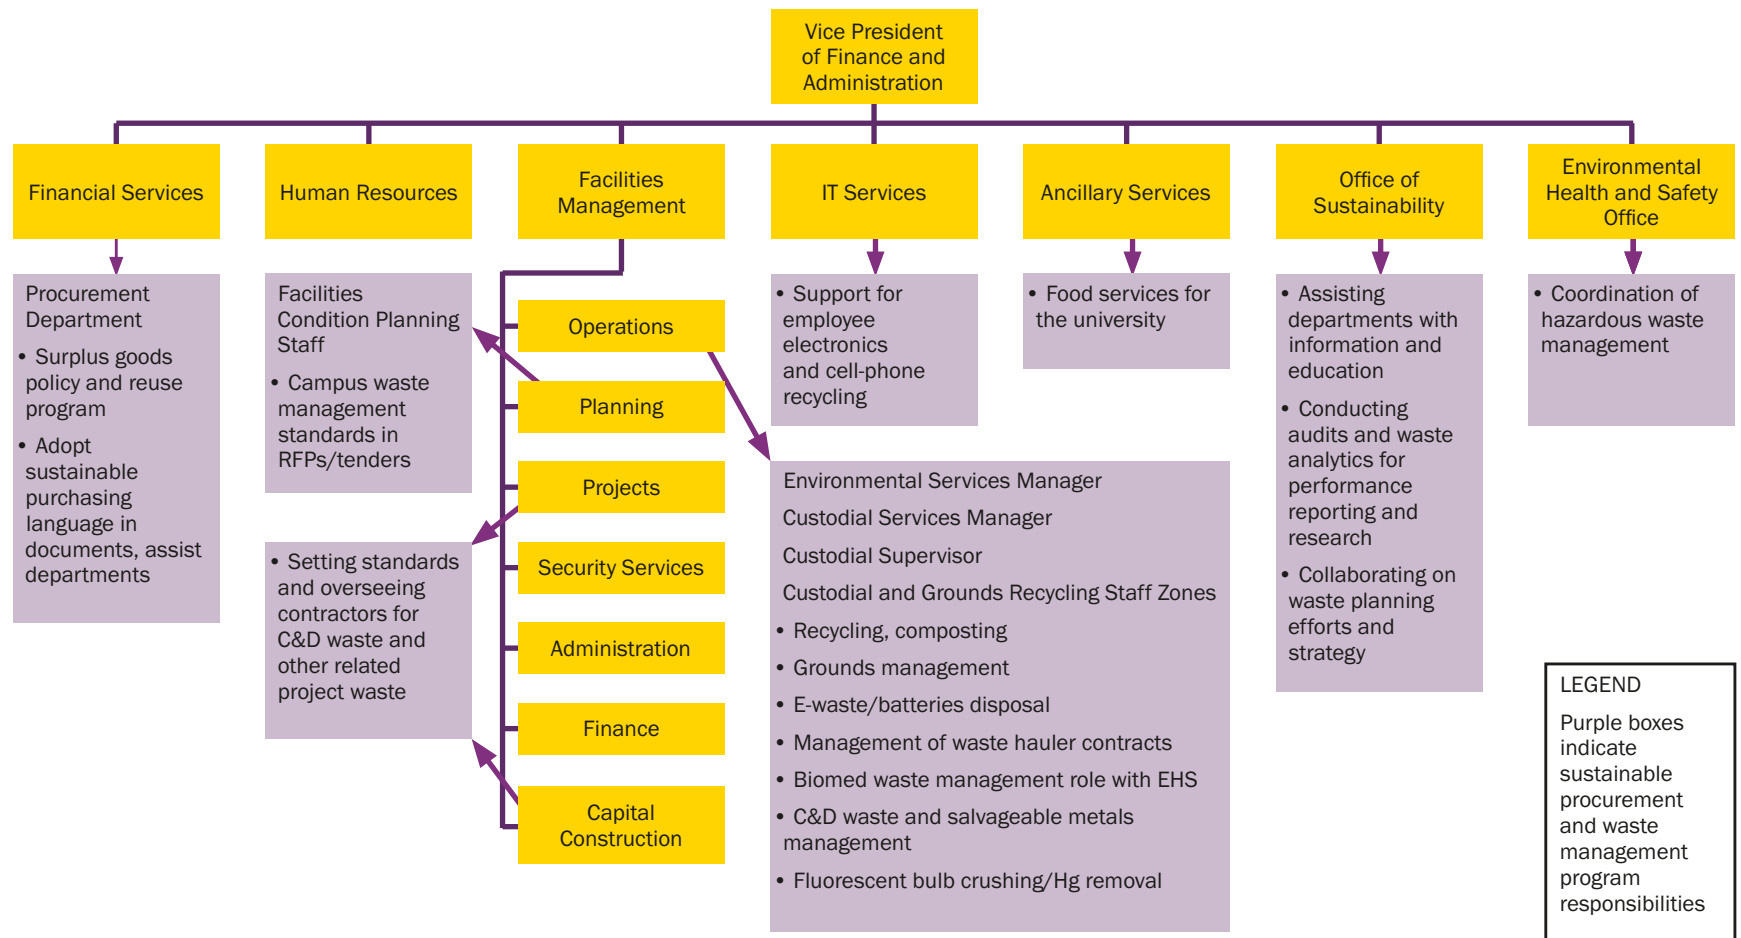 Vice President
of Finance and
Administration
Financial Services
Human Resources
Facilities
Management
IT Services
Ancillary Services
Office of
Sustainability
Environmental
Health and Safety
Office
Procurement
Department
• Surplus goods
policy and reuse
program
• Adopt
sustainable
purchasing
language in
documents, assist
departments
Facilities
Condition Planning
Staff
• Campus waste
management
standards in
RFPs/tenders
• Setting standards
and overseeing
contractors for
C&D waste and
other related
project waste
Operations
Planning
Projects
Security Services
Administration
Finance
Capital
Construction
• Support for
employee
electronics
and cell-phone
recycling
• Food services for
the university
Environmental Services Manager
Custodial Services Manager
Custodial Supervisor
Custodial and Grounds Recycling Staff Zones
• Recycling, composting
• Grounds management
• E-waste/batteries disposal
• Management of waste hauler contracts
• Biomed waste management role with EHS
• C&D waste and salvageable metals
management
• Fluorescent bulb crushing/Hg removal
• Assisting
departments with
information and
education
• Conducting
audits and waste
analytics for
performance
reporting and
research
• Collaborating on
waste planning
efforts and
strategy
• Coordination of
hazardous waste
management
LEGEND
Purple boxes
indicate
sustainable
procurement
and waste
management
program
responsibilities